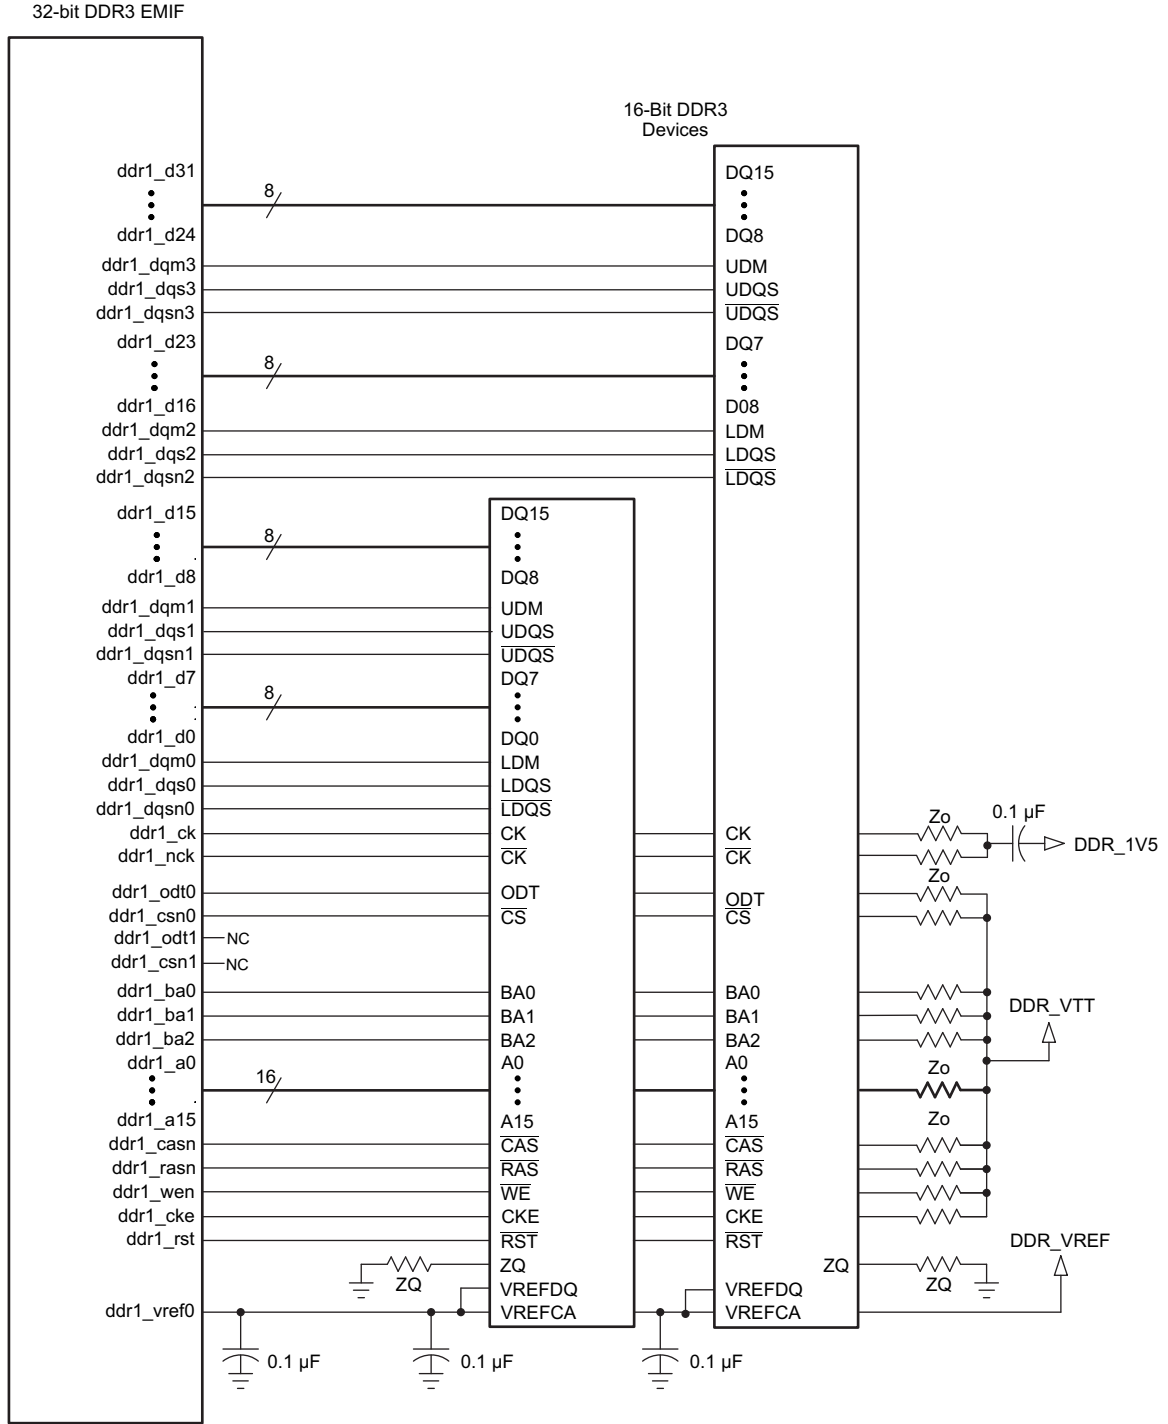 32-bit DDR3 EMIF
16-Bit DDR3
Devices
ddr1_d31
8
DQ15
ddr1_d24
DQ8
ddr1_dqm3
UDM
ddr1_dqs3
UDQS
ddr1_dqsn3
UDQS
ddr1_d23
8
DQ7
ddr1_d16
D08
ddr1_dqm2
LDM
ddr1_dqs2
LDQS
ddr1_dqsn2
LDQS
ddr1_d15
8
DQ15
ddr1_d8
DQ8
ddr1_dqm1
UDM
ddr1_dqs1
UDQS
ddr1_dqsn1
UDQS
ddr1_d7
8
DQ7
ddr1_d0
DQ0
ddr1_dqm0
LDM
ddr1_dqs0
LDQS
ddr1_dqsn0
LDQS
ddr1_ck
CK
CK
Zo
0.1 µF
DDR_1V5
ddr1_nck
CK
CK
Zo
ddr1_odt0
ODT
ODT
ddr1_csn0
CS
CS
ddr1_odt1
NC
ddr1_csn1
NC
ddr1_ba0
BA0
BA0
ddr1_ba1
BA1
BA1
DDR_VTT
ddr1_ba2
BA2
BA2
ddr1_a0
16
A0
A0
Zo
ddr1_a15
A15
A15
Zo
ddr1_casn
CAS
CAS
ddr1_rasn
RAS
RAS
ddr1_wen
WE
WE
ddr1_cke
CKE
CKE
ddr1_rst
RST
RST
DDR_VREF
ZQ
ZQ
ZQ
ZQ
VREFDQ
VREFDQ
ddr1_vref0
VREFCA
VREFCA
0.1 µF
0.1 µF
0.1 µF